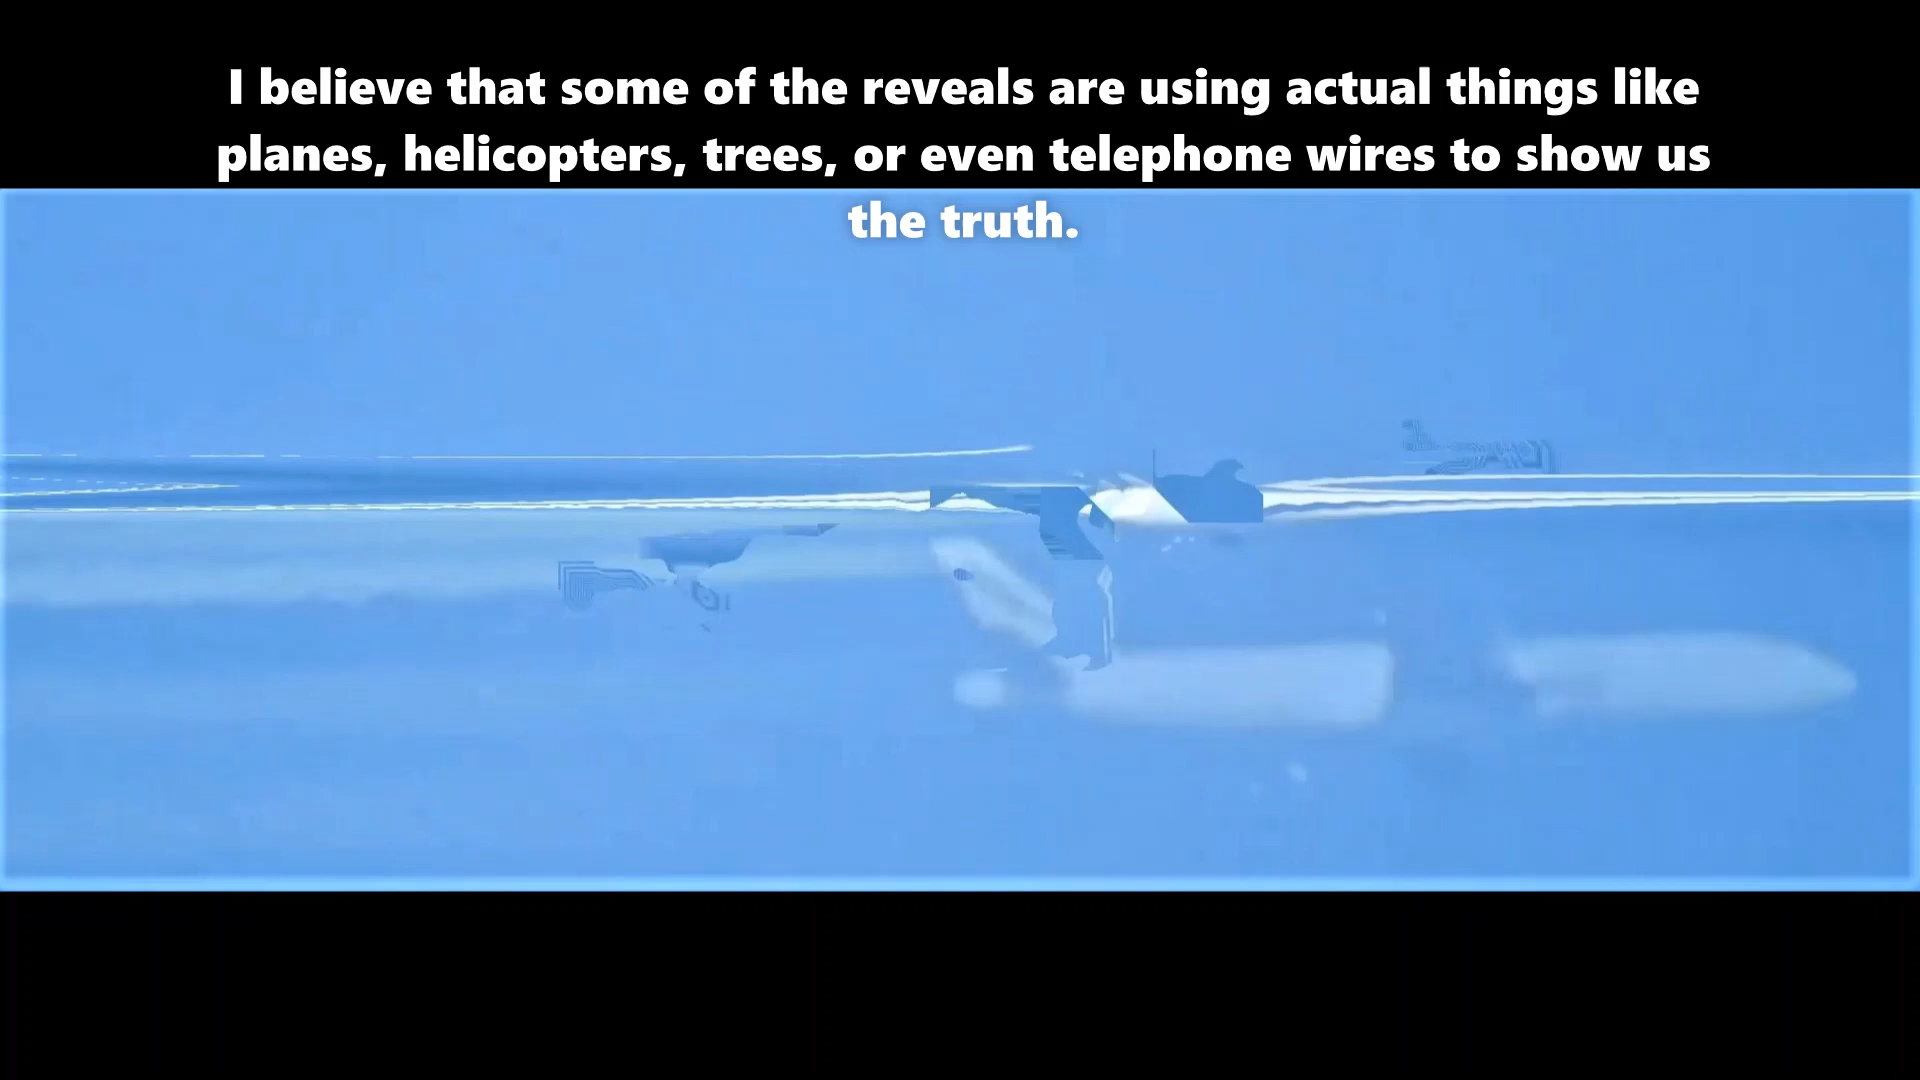 I believe that some of the reveals are using actual things like
planes, helicopters, trees, or even telephone wires to show us
the truth.